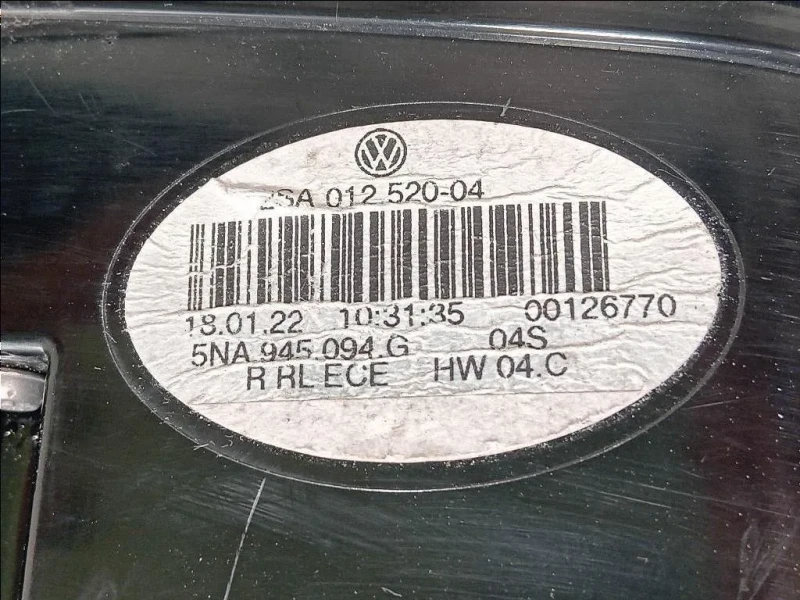 VW
2SA 012 520-04
18.01.22 10:31:35 00126770
5NA 945 094 G 04S
R RL ECE HW 04.C